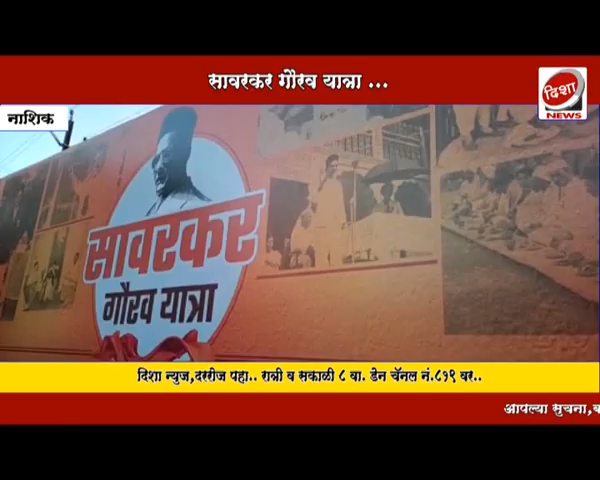 सावरकर गौरव यात्रा ...
नाशिक
दिशा
NEWS
सावरकर
गौरव यात्रा
दिशा न्युज,दररोज पहा.. रात्री व सकाळी ८ वा. डेन चॅनल नं.८१९ वर..
आपल्या सुचना,